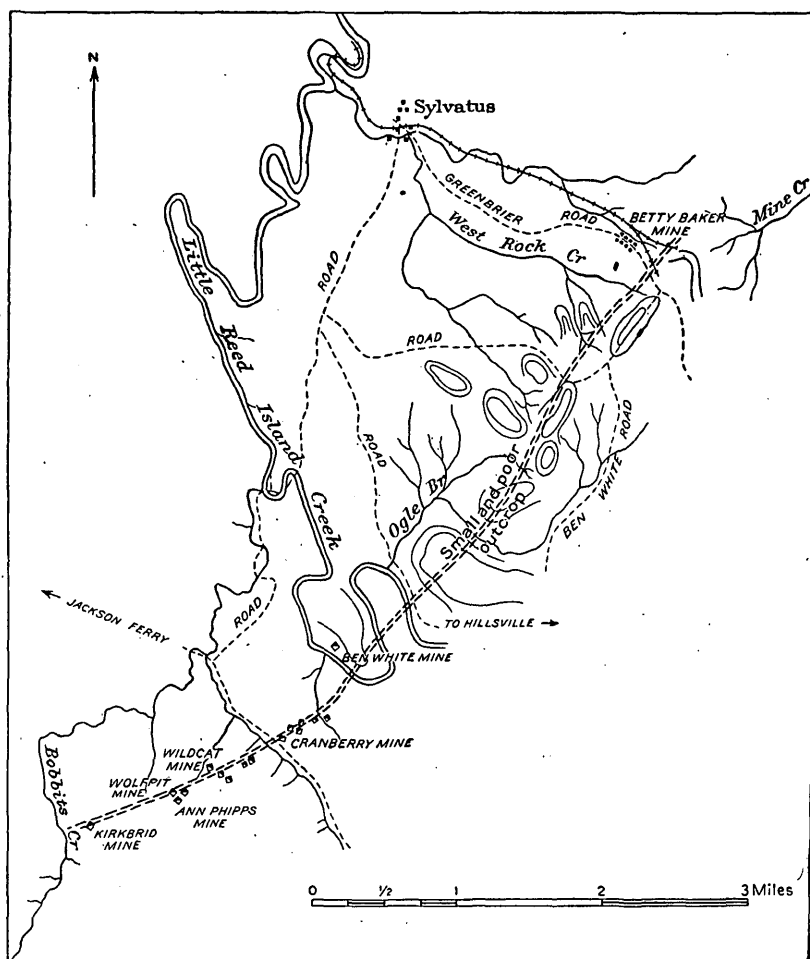 N
Sylvatus
GREENBRIER ROAD
BETTY BAKER
MINE
Mine Cr
West Rock Cr
ROAD
Little Reed Island Creek
ROAD
ROAD
Ogle Br
Small and poor
outcrop
BEN WHITE ROAD
JACKSON FERRY
ROAD
TO HILLSVILLE
BEN WHITE MINE
CRANBERRY MINE
WILDCAT
MINE
WOLFPIT
MINE
ANN PHIPPS
MINE
Bobbits Cr
KIRKBRID
MINE
0 1/2 1 2 3 Miles